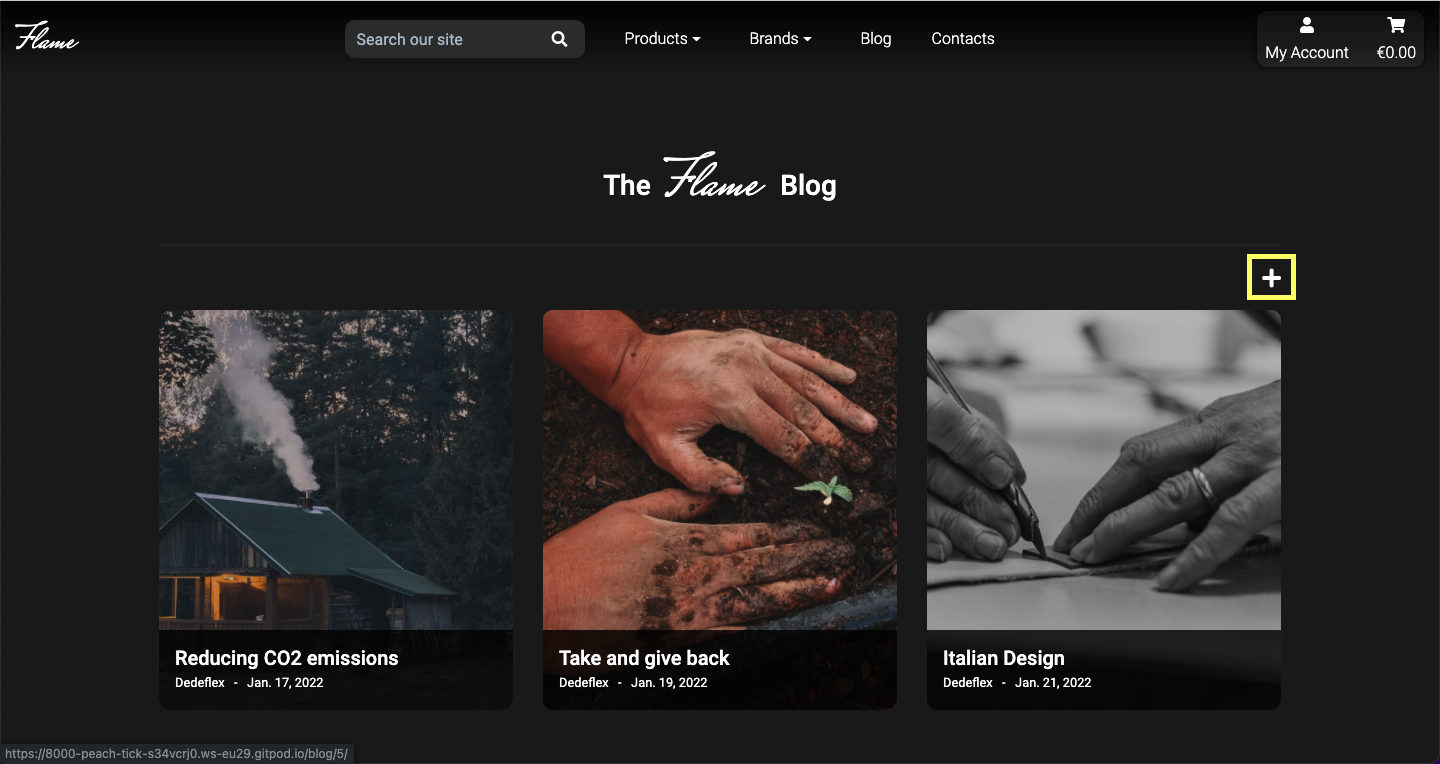 Flame
Search our site
Products
Brands
Blog
Contacts
My Account
€0.00
The Flame Blog
Reducing CO2 emissions
Dedeflex - Jan. 17, 2022
Take and give back
Dedeflex - Jan. 19, 2022
Italian Design
Dedeflex - Jan. 21, 2022
https://8000-peach-tick-s34vcrj0.ws-eu29.gitpod.io/blog/5/